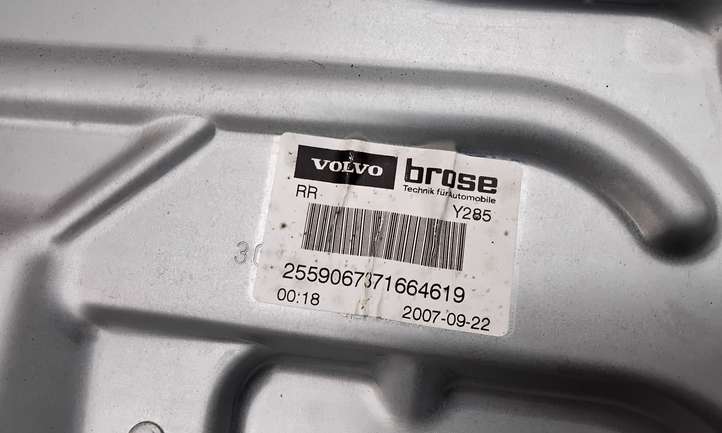 VOLVO brose
Technik für Automobile
RR Y285
2559067371664619
00:18 2007-09-22